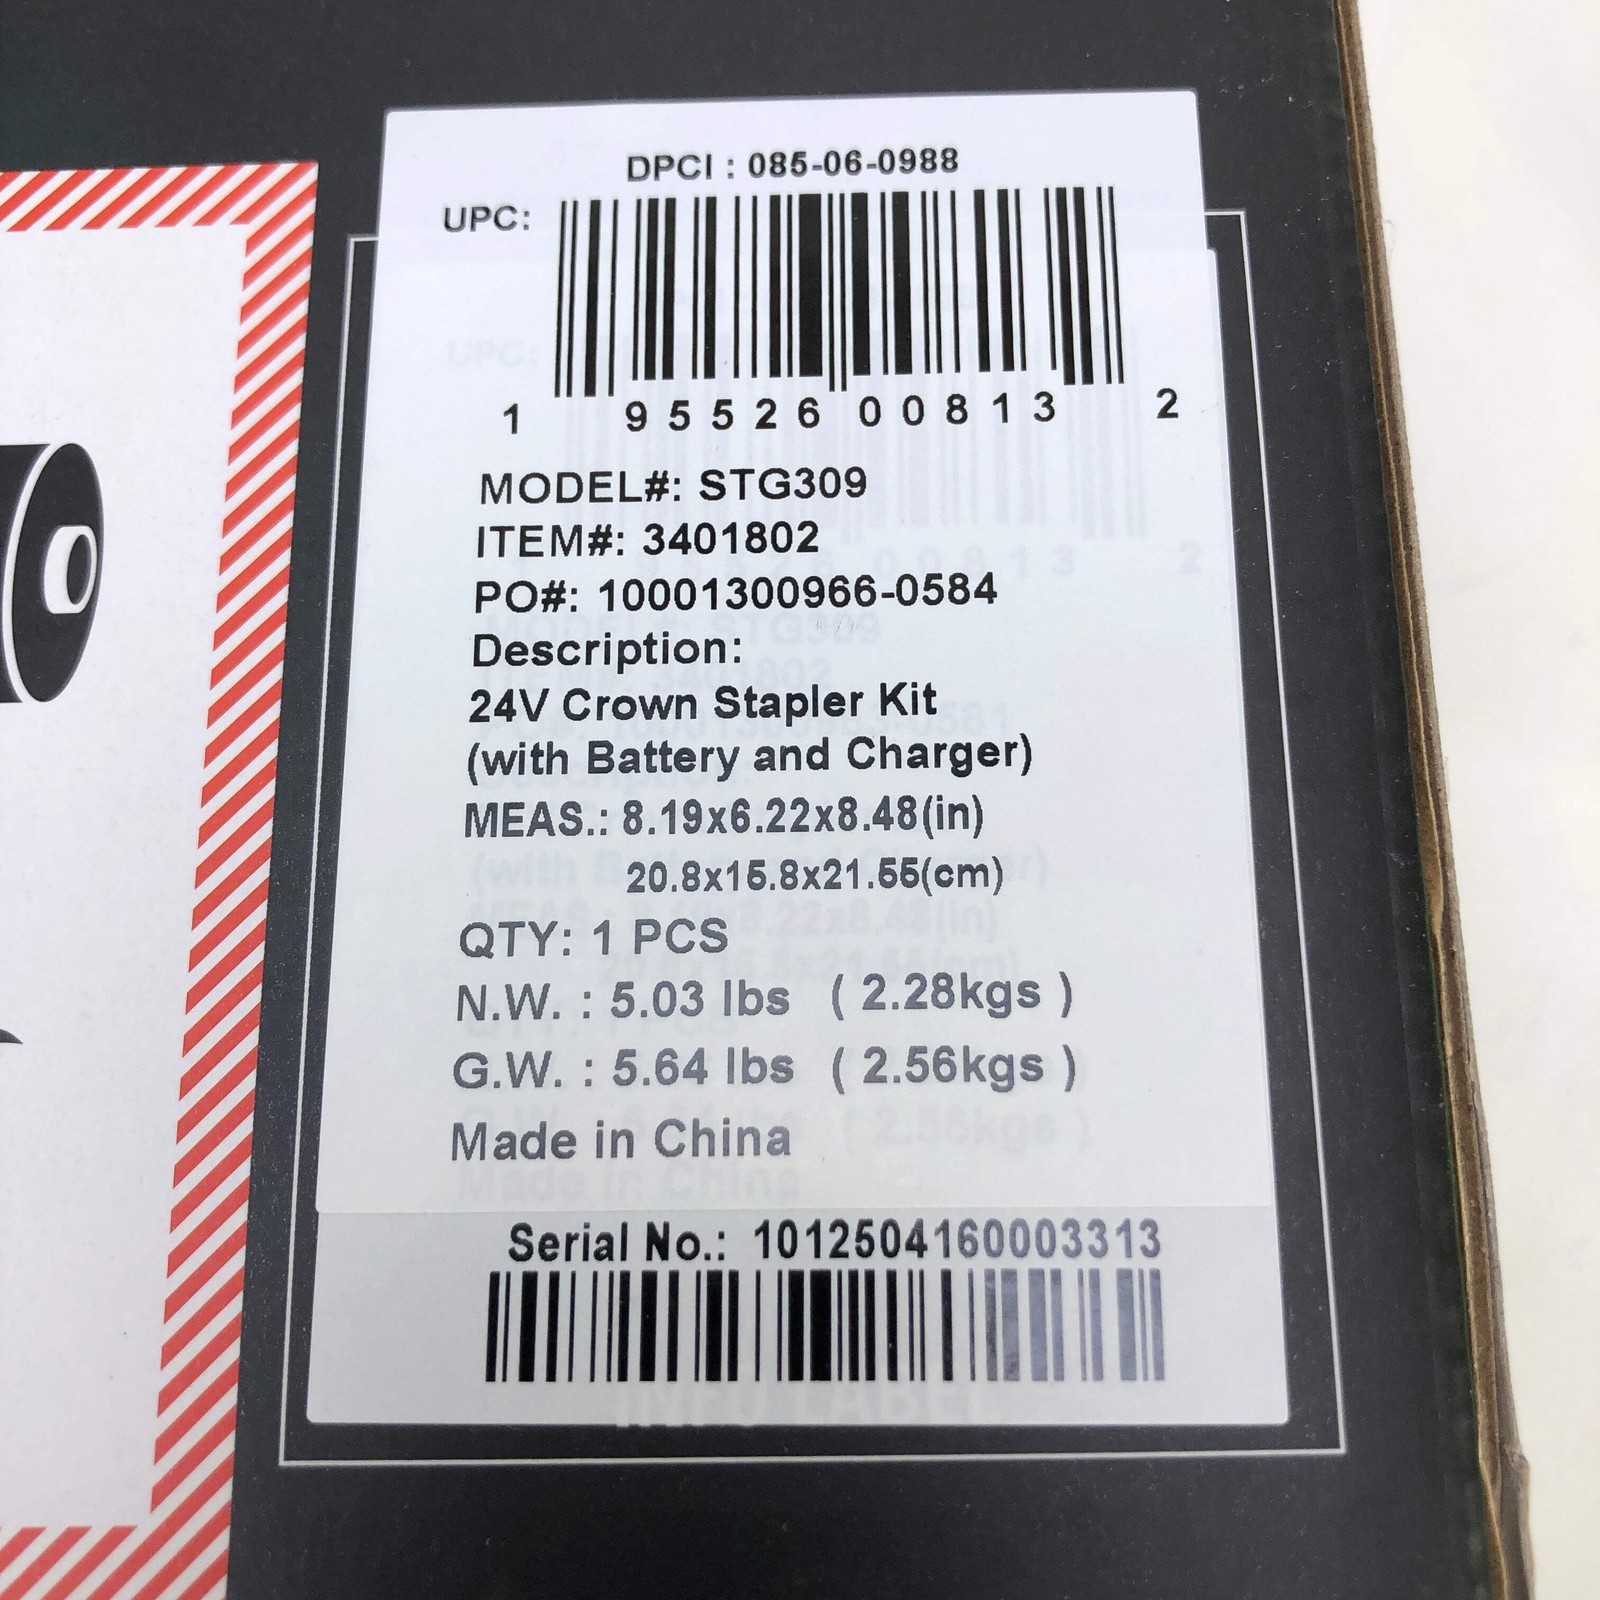 DPCI : 085-06-0988
UPC:
1 95526 00813 2
MODEL#: STG309
ITEM#: 3401802
PO#: 10001300966-0584
Description:
24V Crown Stapler Kit
(with Battery and Charger)
MEAS.: 8.19x6.22x8.48(in)
20.8x15.8x21.55(cm)
QTY: 1 PCS
N.W. : 5.03 lbs ( 2.28kgs )
G.W. : 5.64 lbs ( 2.56kgs )
Made in China
Serial No.: 1012504160003313
INFO LABEL